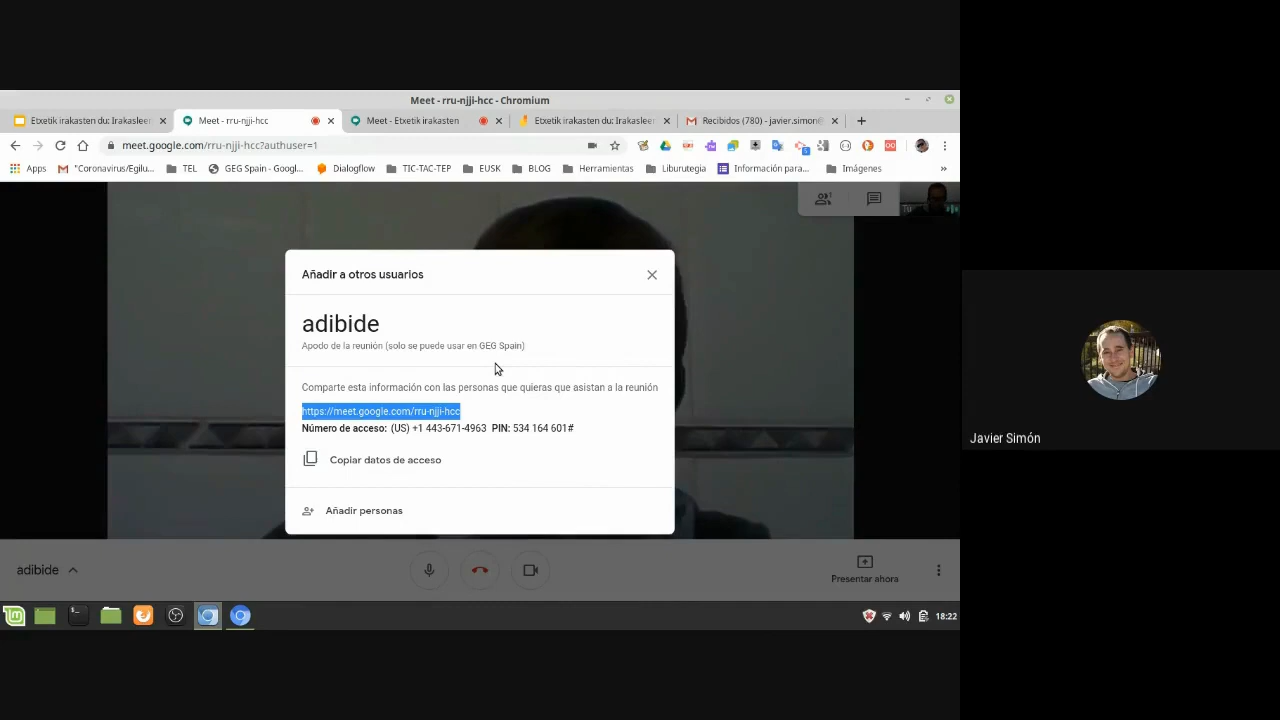 Meet - rru-njji-hcc - Chromium
Etxetik irakasten du: Irakasleer
Meet - rru-njji-hcc
Meet - Etxetik irakasten
Etxetik irakasten du: Irakasleer
Recibidos (780) - javier.simon@
meet.google.com/rru-njji-hcc?authuser=1
Apps
"Coronavirus/Egilu...
TEL
GEG Spain - Googl...
Dialogflow
TIC-TAC-TEP
EUSK
BLOG
Herramientas
Liburutegia
Información para...
Imágenes
»
Tú
Añadir a otros usuarios
adibide
Apodo de la reunión (solo se puede usar en GEG Spain)
Comparte esta información con las personas que quieras que asistan a la reunión
https://meet.google.com/rru-njji-hcc
Número de acceso: (US) +1 443-671-4963 PIN: 534 164 601#
Copiar datos de acceso
Añadir personas
adibide
Presentar ahora
18:22
Javier Simón